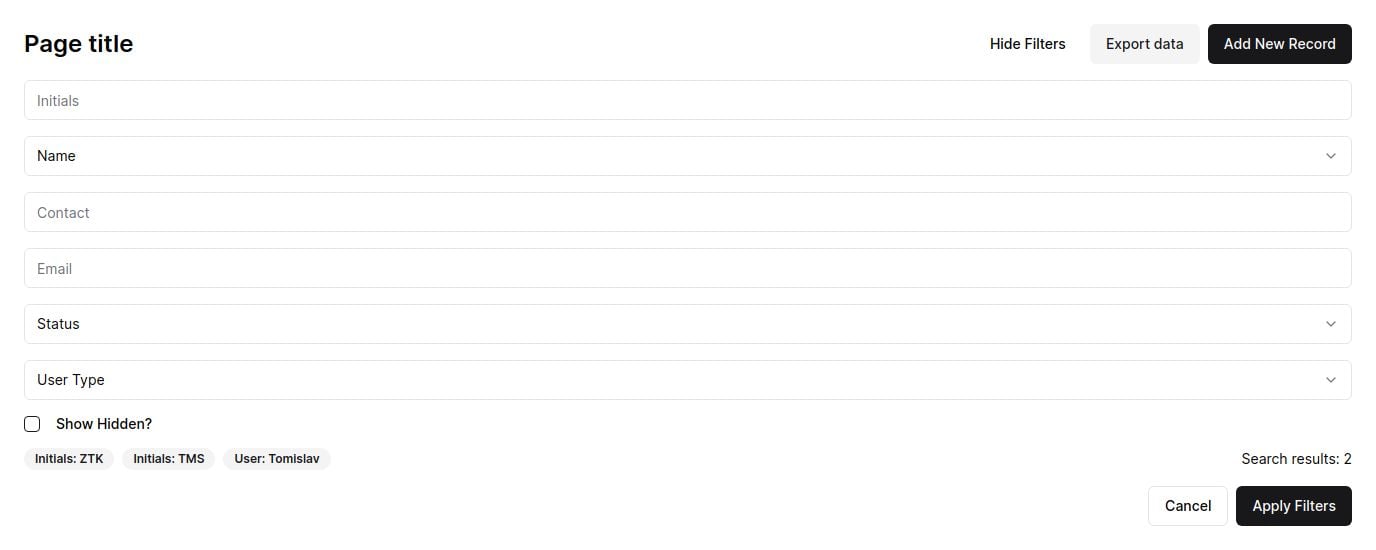 Page title
Hide Filters
Export data
Add New Record
Initials
Name
Contact
Email
Status
User Type
Show Hidden?
Initials: ZTK
Initials: TMS
User: Tomislav
Search results: 2
Cancel
Apply Filters